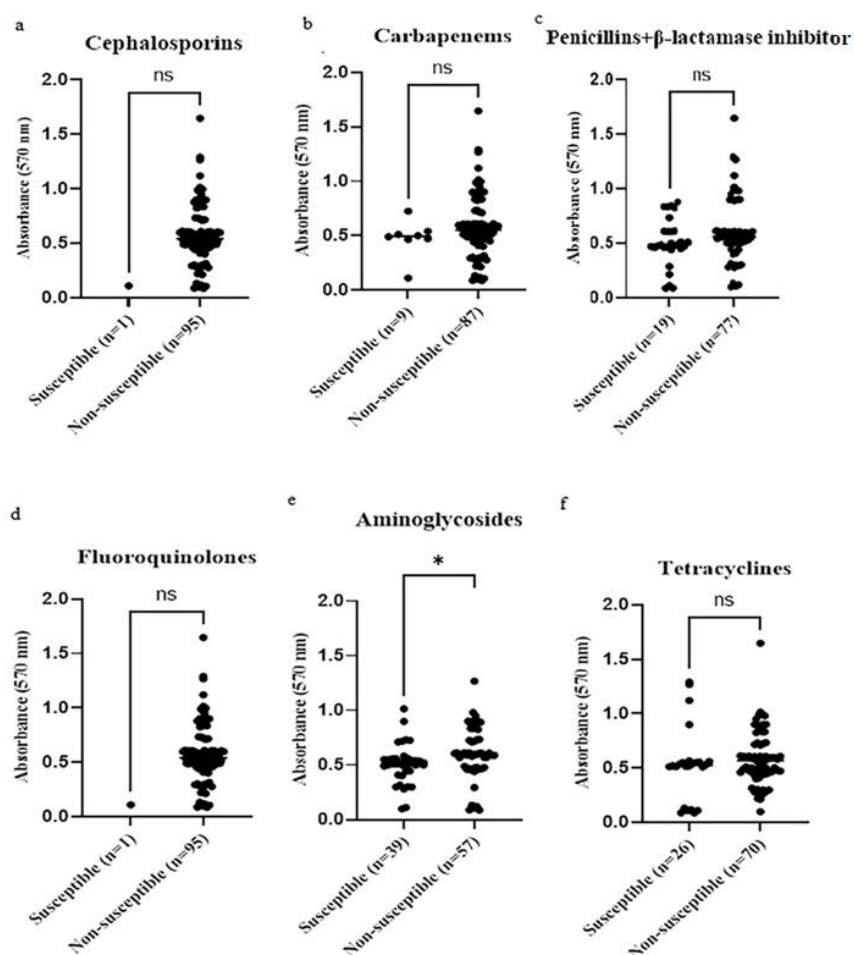 a
Cephalosporins
ns
Absorbance (570 nm)
2.0
1.5
1.0
0.5
0.0
Susceptible (n=1)
Non-susceptible (n=95)
b
Carbapenems
ns
Absorbance (570 nm)
2.0
1.5
1.0
0.5
0.0
Susceptible (n=9)
Non-susceptible (n=87)
c
Penicillins+β-lactamase inhibitor
ns
Absorbance (570 nm)
2.0
1.5
1.0
0.5
0.0
Susceptible (n=19)
Non-susceptible (n=77)
d
Fluoroquinolones
ns
Absorbance (570 nm)
2.0
1.5
1.0
0.5
0.0
Susceptible (n=1)
Non-susceptible (n=95)
e
Aminoglycosides
*
Absorbance (570 nm)
2.0
1.5
1.0
0.5
0.0
Susceptible (n=39)
Non-susceptible (n=57)
f
Tetracyclines
ns
Absorbance (570 nm)
2.0
1.5
1.0
0.5
0.0
Susceptible (n=26)
Non-susceptible (n=70)